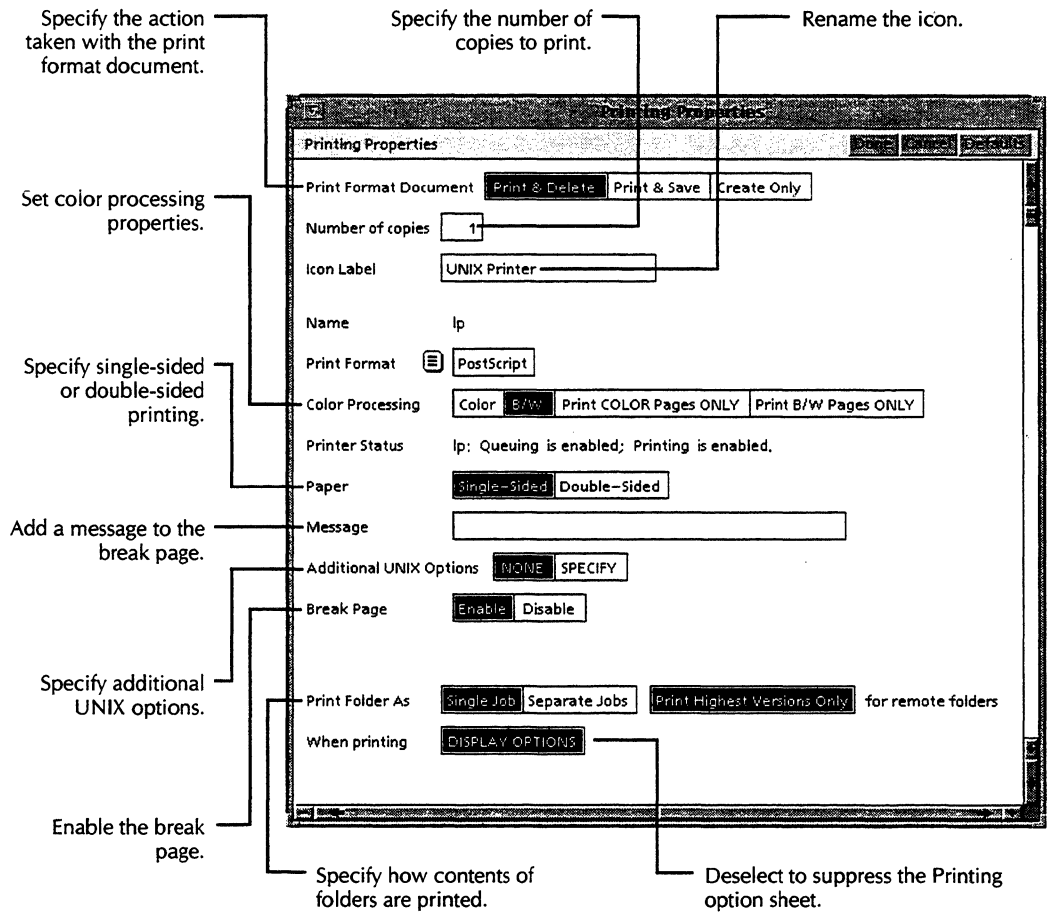 Specify the action
taken with the print
format document.
Specify the number of
copies to print.
Rename the icon.
Printing Properties
Printing Properties
Done Cancel Defaults
Print Format Document Print & Delete Print & Save Create Only
Set color processing
properties.
Number of copies 1
Icon Label UNIX Printer
Name lp
Print Format PostScript
Specify single-sided
or double-sided
printing.
Color Processing Color B/W Print COLOR Pages ONLY Print B/W Pages ONLY
Printer Status lp: Queuing is enabled; Printing is enabled.
Paper Single-Sided Double-Sided
Add a message to the
break page.
Message
Additional UNIX Options NONE SPECIFY
Break Page Enable Disable
Specify additional
UNIX options.
Print Folder As Single Job Separate Jobs Print Highest Versions Only for remote folders
When printing DISPLAY OPTIONS
Enable the break
page.
Specify how contents of
folders are printed.
Deselect to suppress the Printing
option sheet.